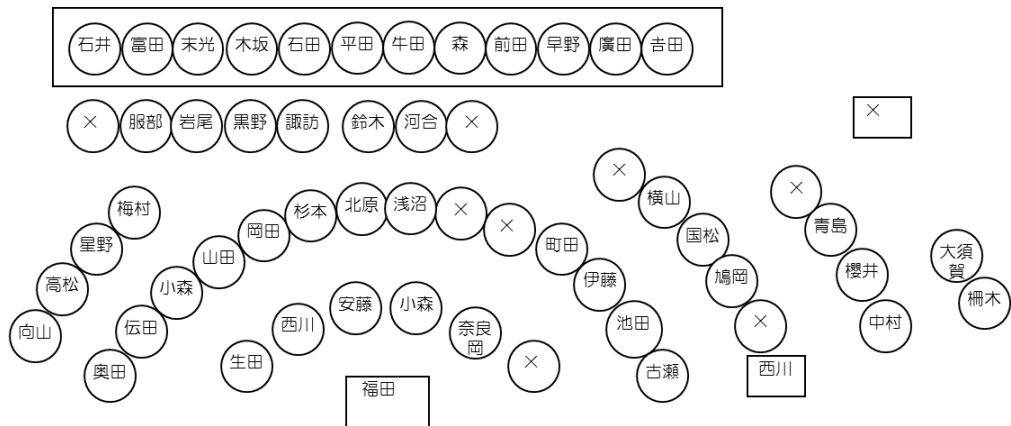 石井 富田 末光 木坂 石田 平田 牛田 森 前田 早野 廣田 吉田
× 服部 岩尾 黒野 諏訪 鈴木 河合 × ×
梅村 星野 高松 向山
杉本 北原 浅沼 × × 町田 伊藤 池田 古瀬
岡田 山田 小森 伝田 奥田
× 横山 国松 鳩岡 ×
× 青島 櫻井 中村
大須
賀
柵木
生田 西川 安藤 小森 奈良
岡
×
福田
西川